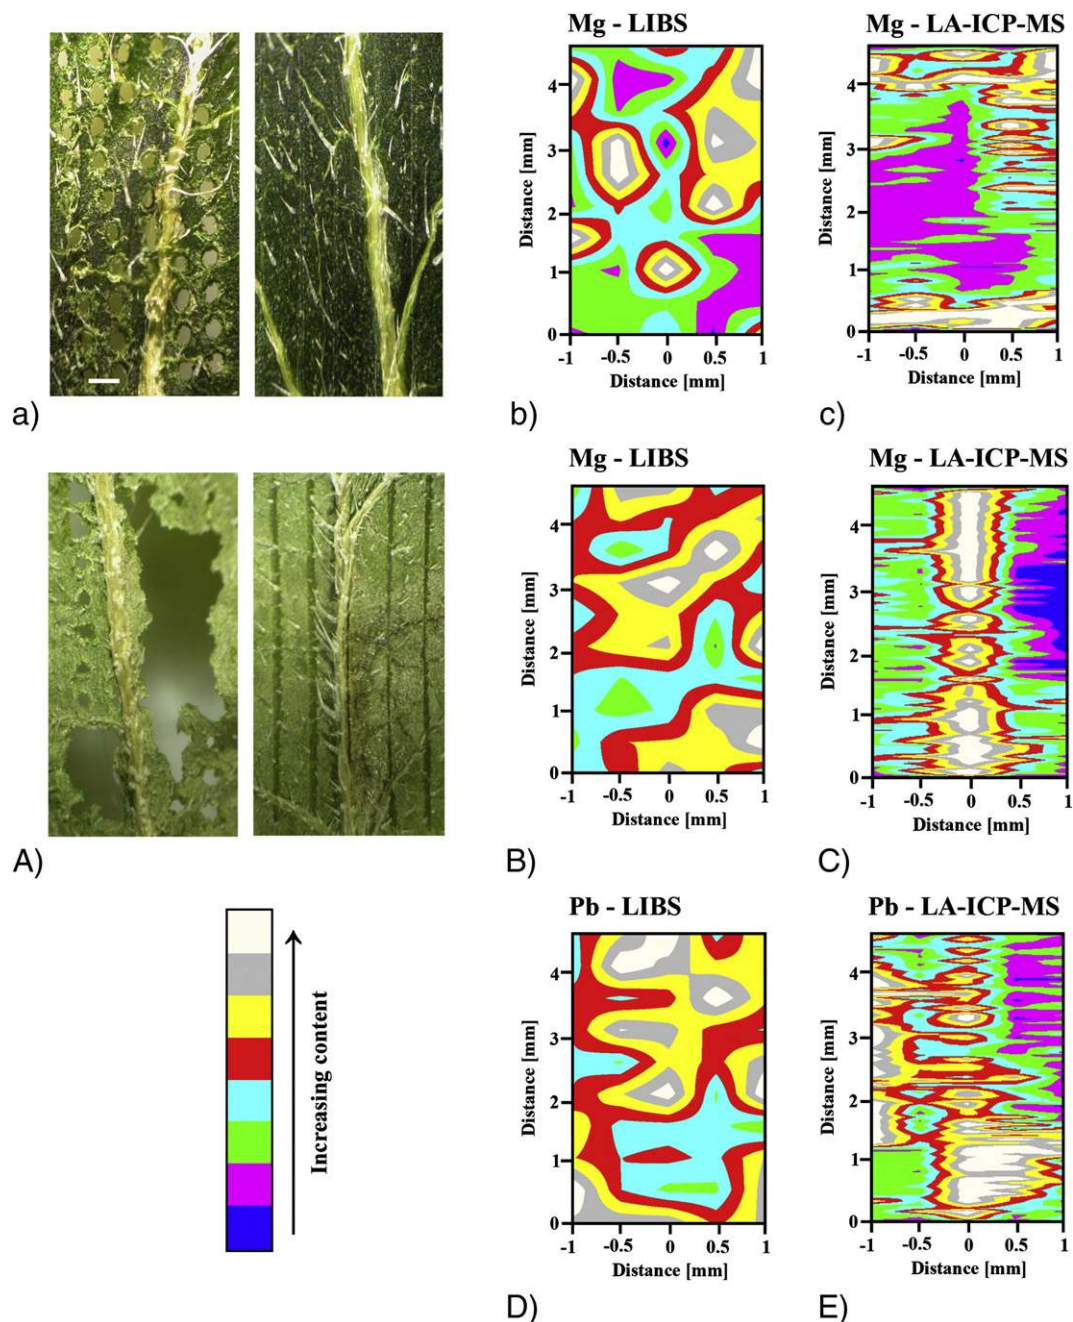 Mg - LIBS
Mg - LA-ICP-MS
Distance [mm]
4
3
2
1
0
-1
-0.5
0
0.5
1
Distance [mm]
Distance [mm]
4
3
2
1
0
-1
-0.5
0
0.5
1
Distance [mm]
a)
b)
c)
Mg - LIBS
Mg - LA-ICP-MS
Distance [mm]
4
3
2
1
0
-1
-0.5
0
0.5
1
Distance [mm]
Distance [mm]
4
3
2
1
0
-1
-0.5
0
0.5
1
Distance [mm]
A)
B)
C)
Increasing content
Pb - LIBS
Pb - LA-ICP-MS
Distance [mm]
4
3
2
1
0
-1
-0.5
0
0.5
1
Distance [mm]
Distance [mm]
4
3
2
1
0
-1
-0.5
0
0.5
1
Distance [mm]
D)
E)